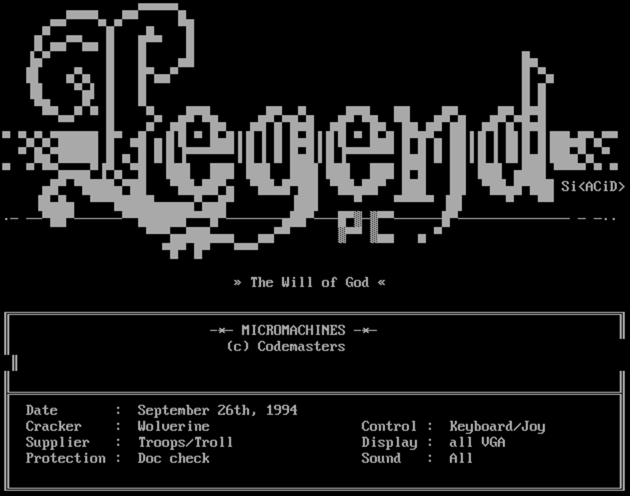 Legend
Si<ACiD>
PC
» The Will of God «
─*─ MICROMACHINES ─*─
(c) Codemasters
Date : September 26th, 1994
Cracker : Wolverine
Control : Keyboard/Joy
Supplier : Troops/Troll
Display : all VGA
Protection : Doc check
Sound : All